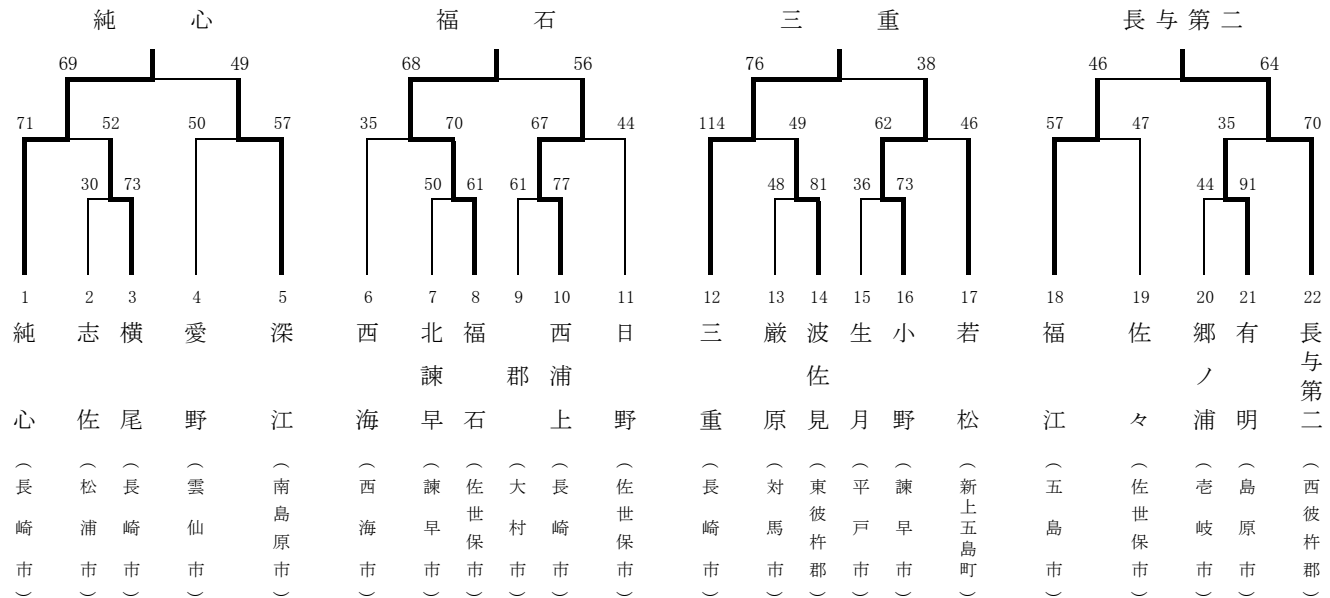 純心 福石 三重 長与第二
69 49 68 56 76 38 46 64
71 52 50 57 35 70 67 44 114 49 62 46 57 47 35 70
30 73 50 61 61 77 48 81 36 73 44 91
1 2 3 4 5 6 7 8 9 10 11 12 13 14 15 16 17 18 19 20 21 22
純心
志佐
横尾
愛野
深江
西海
北諫早
福石
郡
西浦上
日野
三重
厳原
波佐見
生月
小野
若松
福江
佐々
郷ノ浦
有明
長与第二
(長崎市)
(松浦市)
(長崎市)
(雲仙市)
(南島原市)
(西海市)
(諫早市)
(佐世保市)
(大村市)
(長崎市)
(佐世保市)
(長崎市)
(対馬市)
(東彼杵郡)
(平戸市)
(諫早市)
(新上五島町)
(五島市)
(佐世保市)
(壱岐市)
(島原市)
(西彼杵郡)